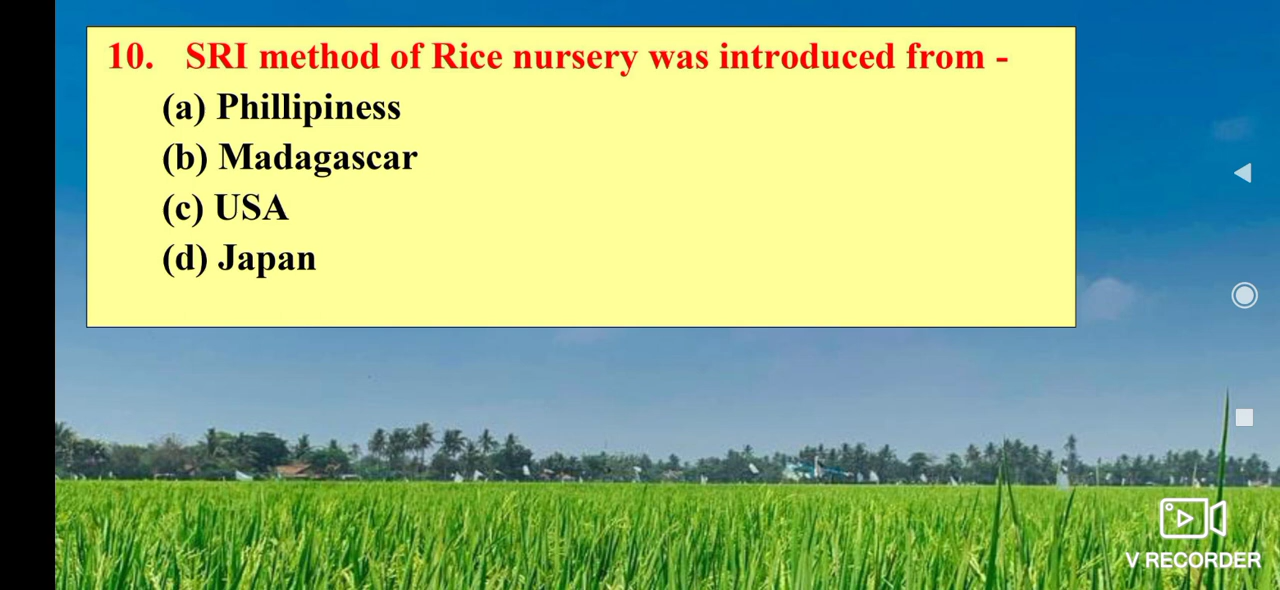 10. SRI method of Rice nursery was introduced from -
(a) Phillipiness
(b) Madagascar
(c) USA
(d) Japan
V RECORDER